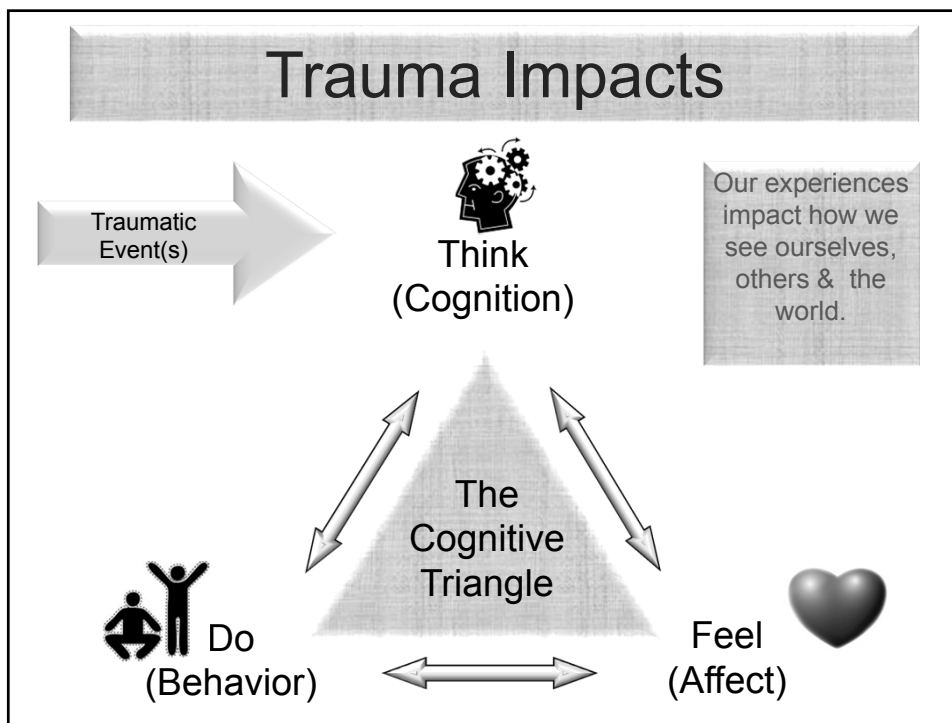 Trauma Impacts
Traumatic
Event(s)
Think
(Cognition)
Our experiences
impact how we
see ourselves,
others & the
world.
The
Cognitive
Triangle
Do
(Behavior)
Feel
(Affect)